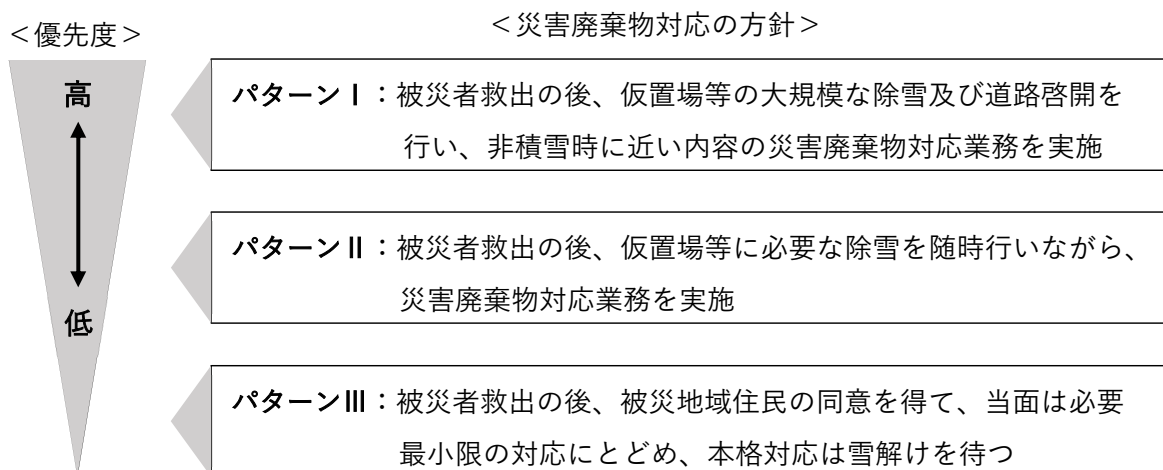 ＜優先度＞
＜災害廃棄物対応の方針＞
高
低
パターンⅠ：被災者救出の後、仮置場等の大規模な除雪及び道路啓開を
行い、非積雪時に近い内容の災害廃棄物対応業務を実施
パターンⅡ：被災者救出の後、仮置場等に必要な除雪を随時行いながら、
災害廃棄物対応業務を実施
パターンⅢ：被災者救出の後、被災地域住民の同意を得て、当面は必要
最小限の対応にとどめ、本格対応は雪解けを待つ